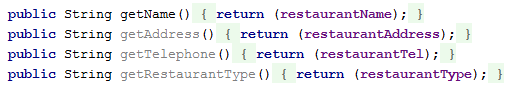 public String getName() { return (restaurantName); }
public String getAddress() { return (restaurantAddress); }
public String getTelephone() { return (restaurantTel); }
public String getRestaurantType() { return (restaurantType); }